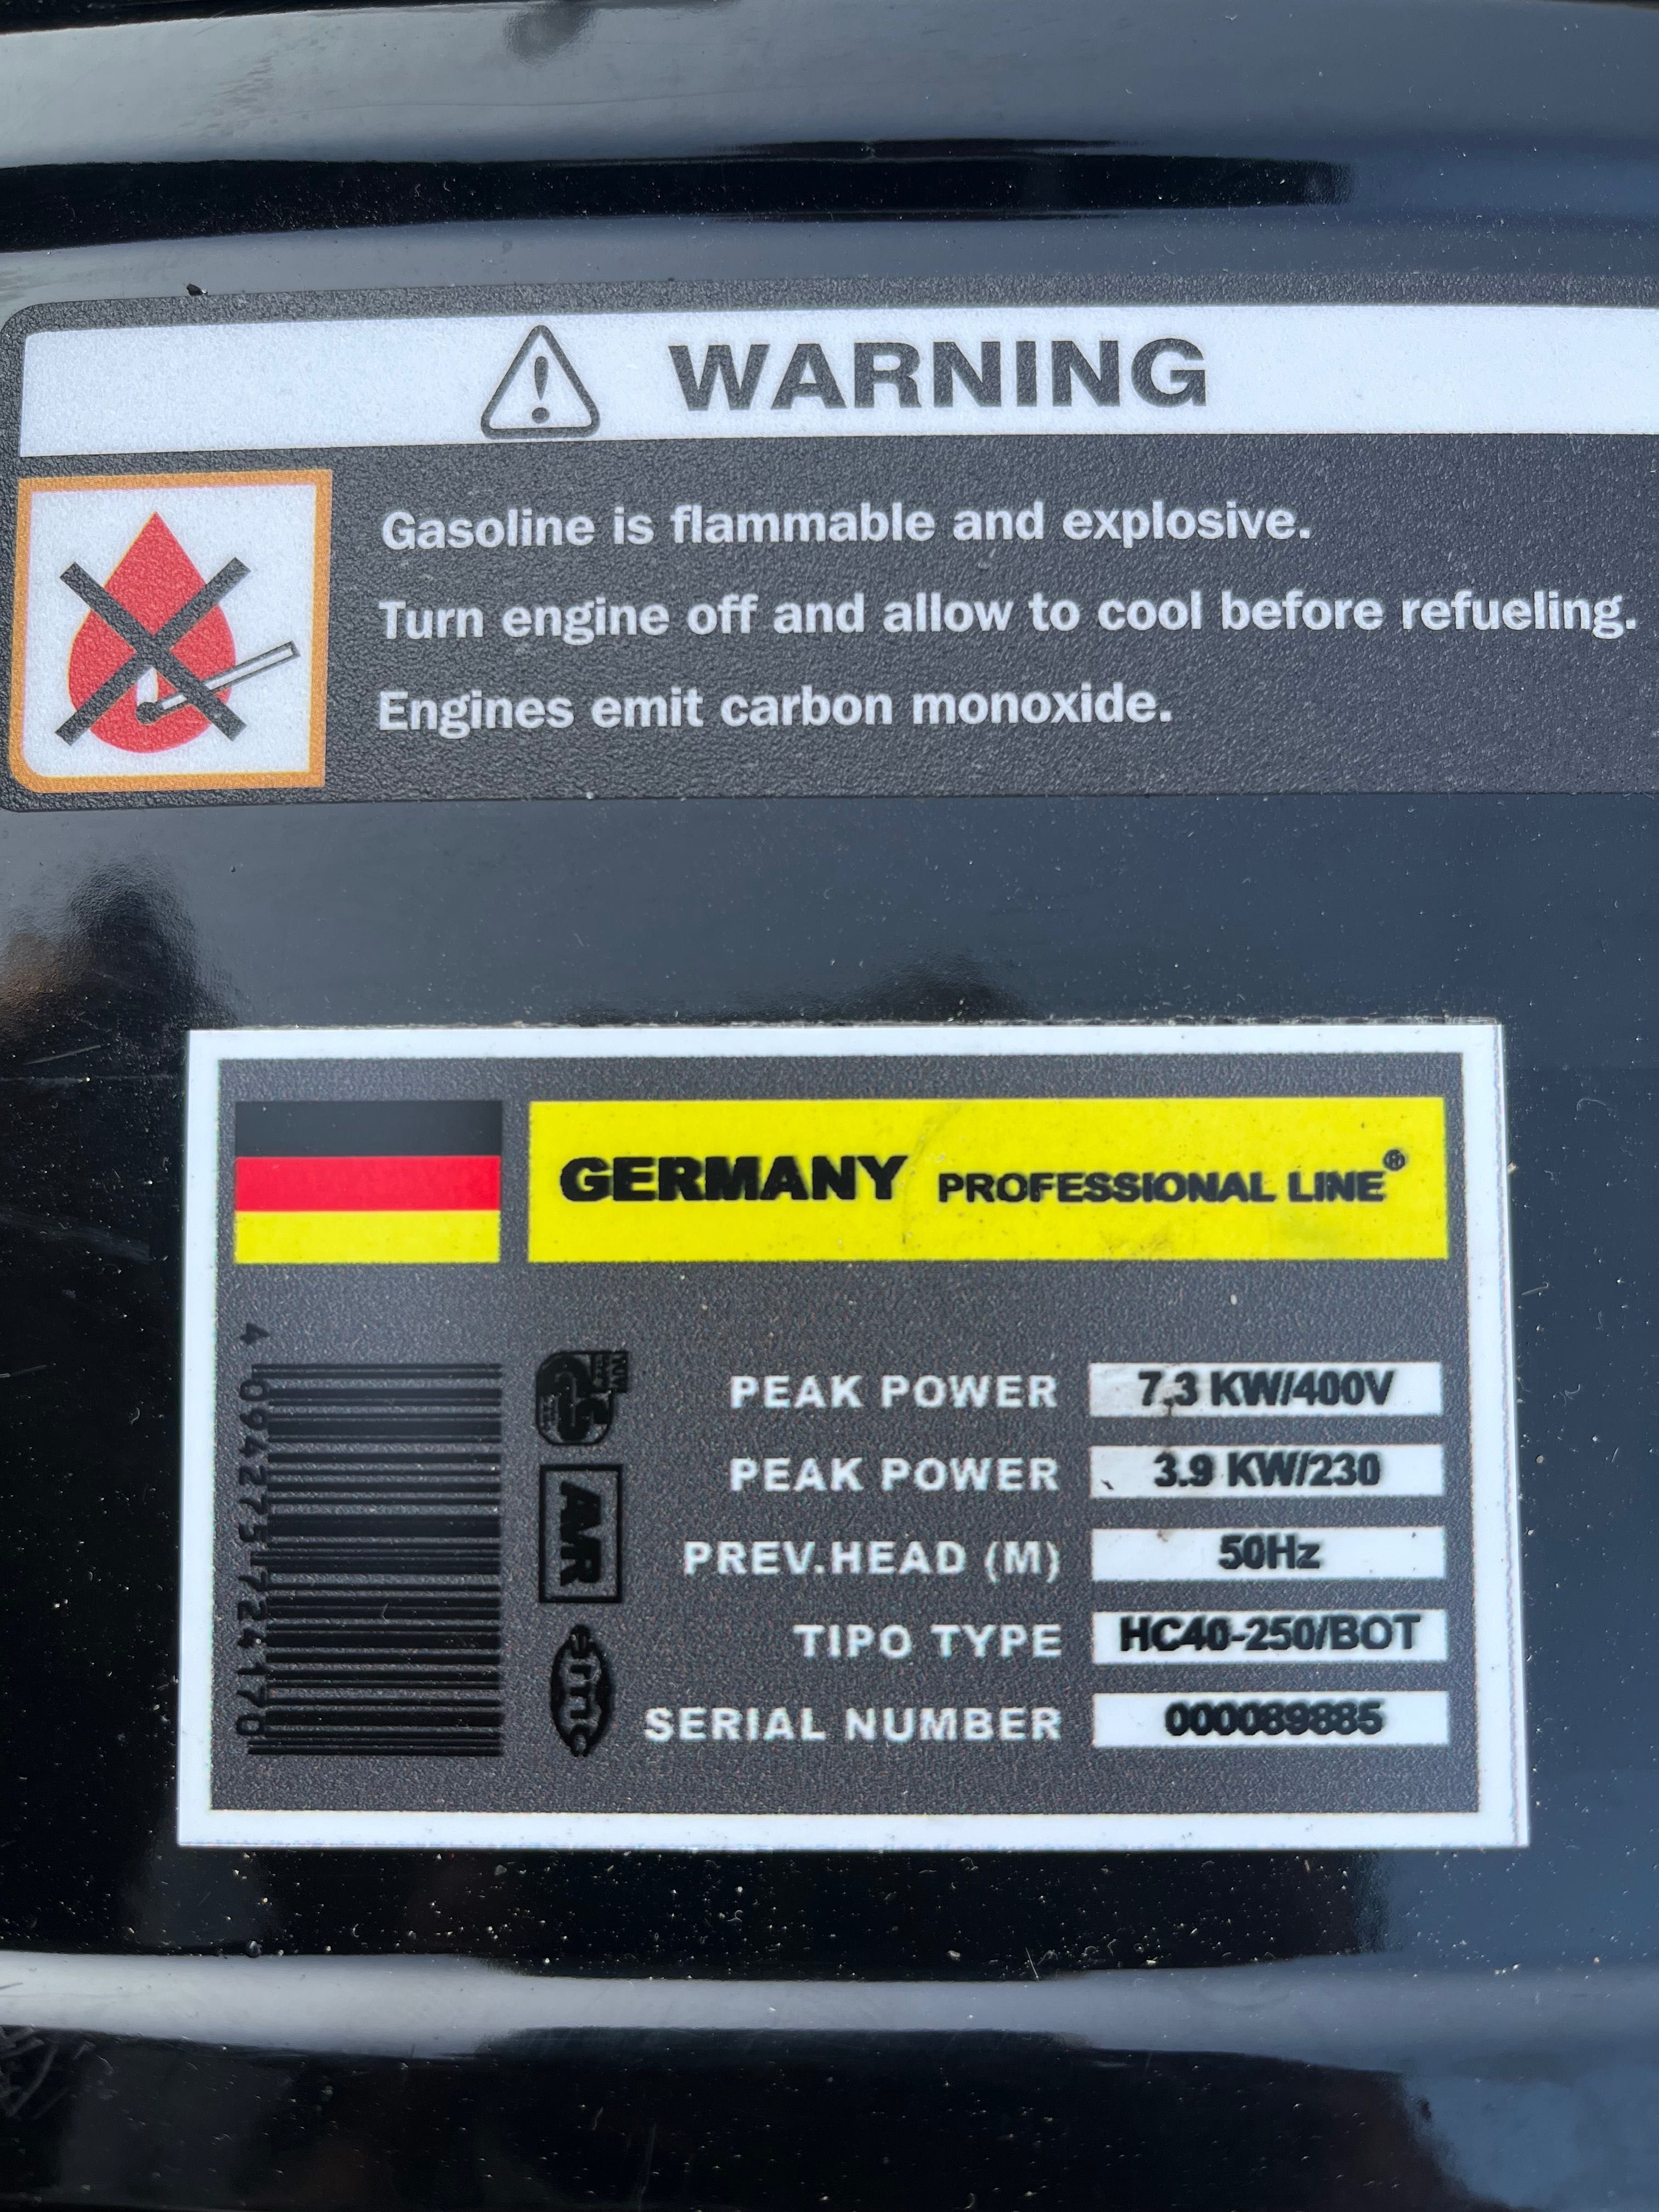 WARNING
Gasoline is flammable and explosive.
Turn engine off and allow to cool before refueling.
Engines emit carbon monoxide.
GERMANY PROFESSIONAL LINE®
PEAK POWER 7.3 KW/400V
PEAK POWER 3.9 KW/230
PREV.HEAD (M) 50Hz
TIPO TYPE HC40-250/BOT
SERIAL NUMBER 000089885
4 094275 724170
GS
AR
emc